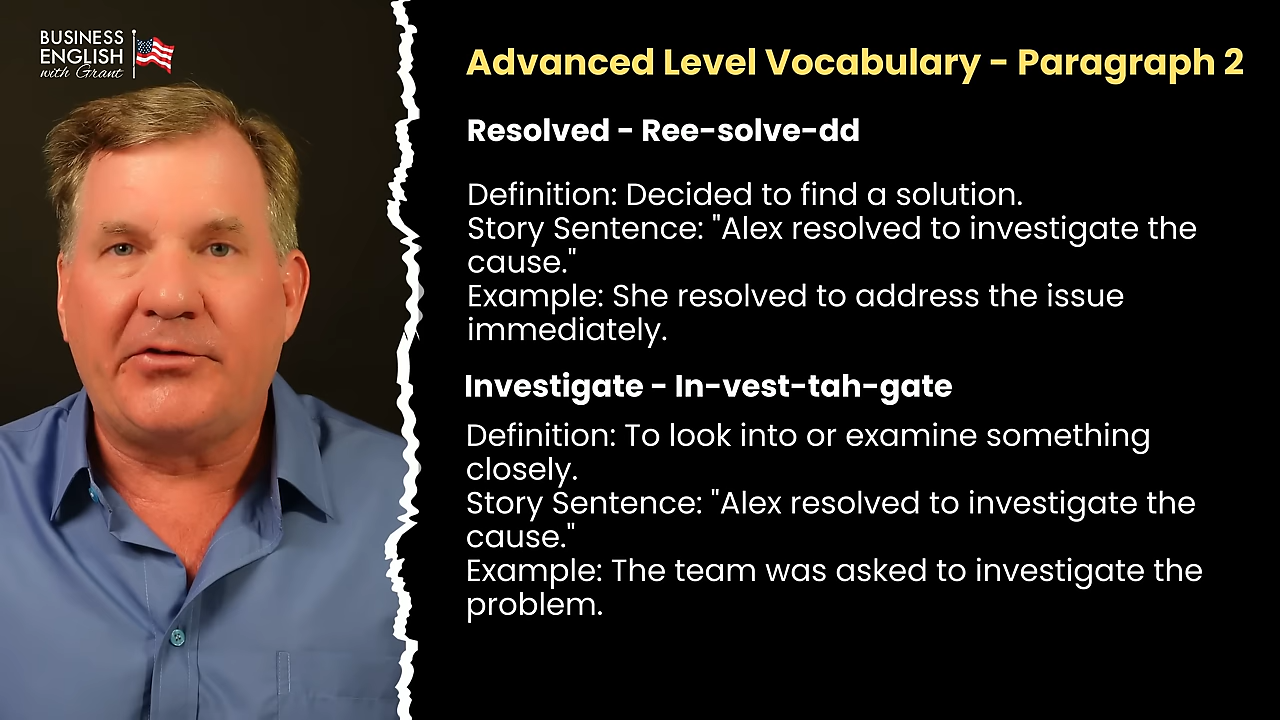 BUSINESS
ENGLISH
with Grant
Advanced Level Vocabulary - Paragraph 2
Resolved - Ree-solve-dd
Definition: Decided to find a solution.
Story Sentence: "Alex resolved to investigate the
cause."
Example: She resolved to address the issue
immediately.
Investigate - In-vest-tah-gate
Definition: To look into or examine something
closely.
Story Sentence: "Alex resolved to investigate the
cause."
Example: The team was asked to investigate the
problem.